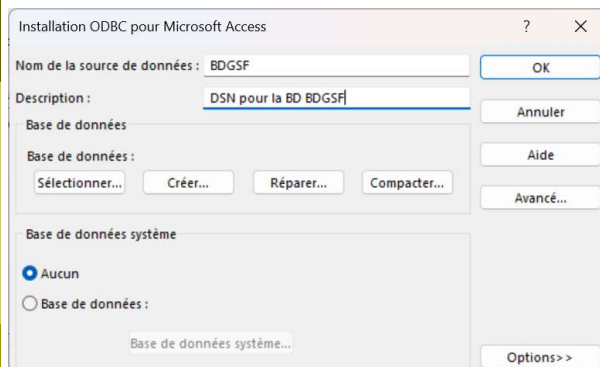 Installation ODBC pour Microsoft Access
Nom de la source de données : BDGSF
OK
Description : DSN pour la BD BDGSF
Annuler
Base de données
Base de données :
Aide
Sélectionner... Créer... Réparer... Compacter...
Avancé...
Base de données système
Aucun
Base de données :
Base de données système...
Options>>